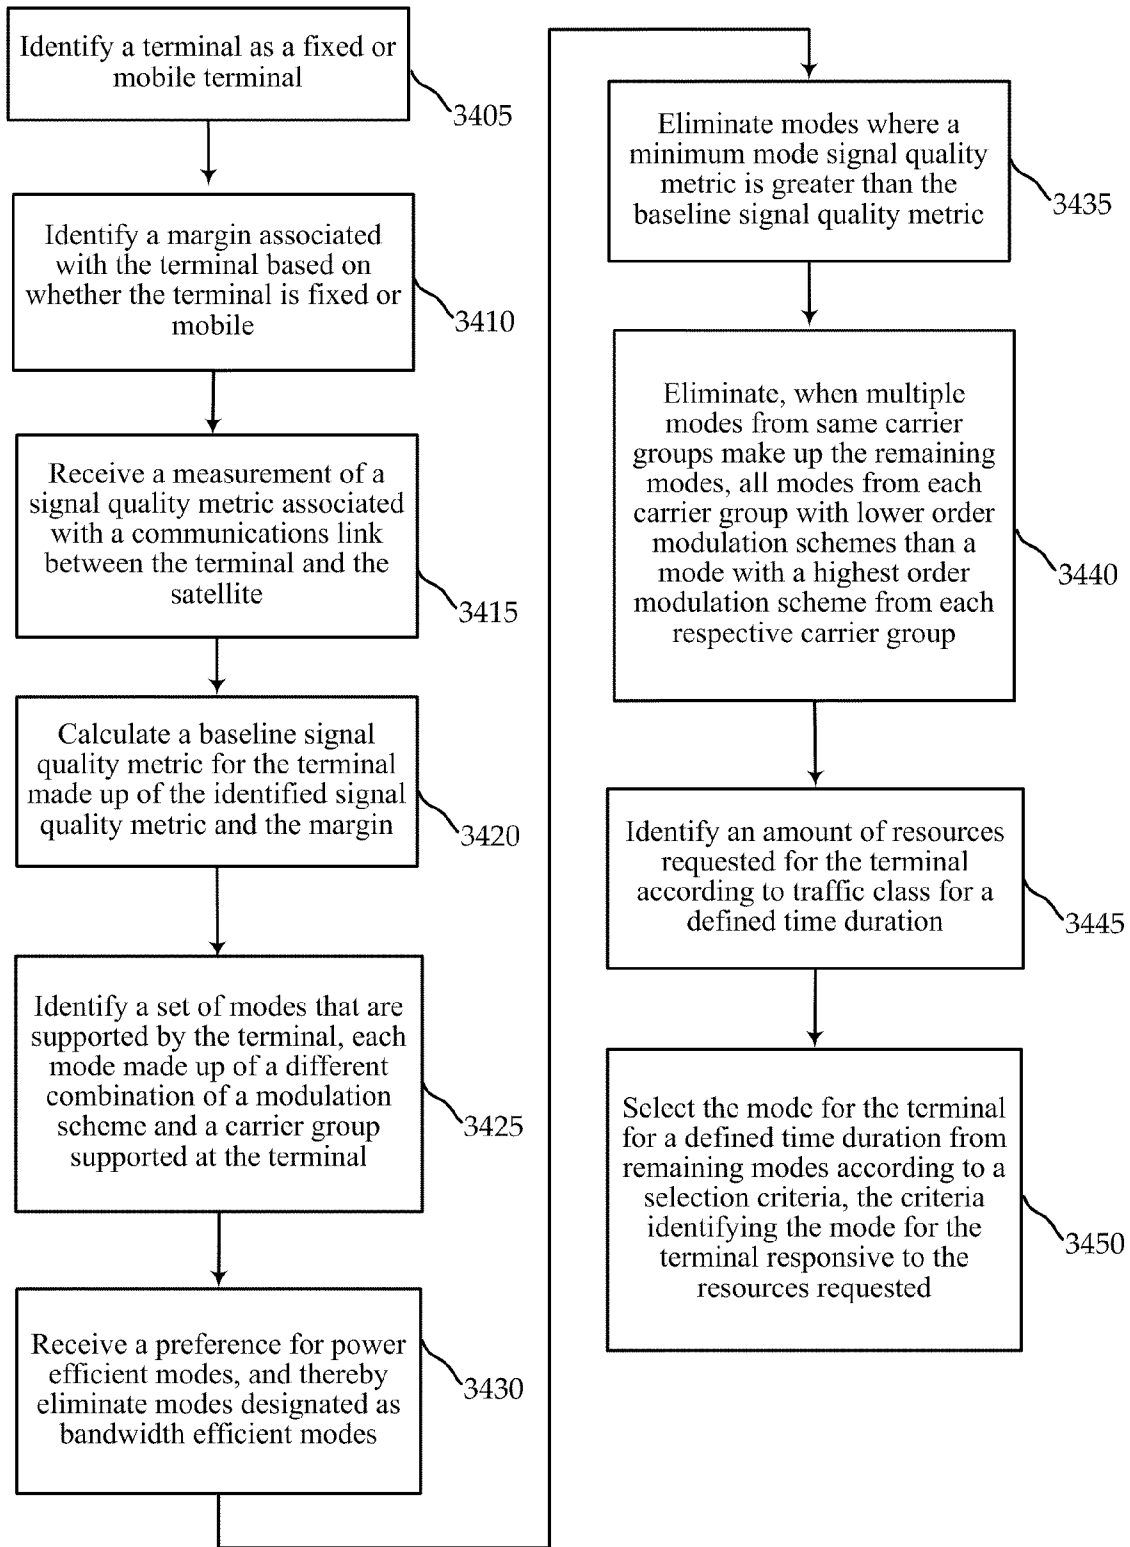 Identify a terminal as a fixed or
mobile terminal
3405
Identify a margin associated
with the terminal based on
whether the terminal is fixed or
mobile
3410
Receive a measurement of a
signal quality metric associated
with a communications link
between the terminal and the
satellite
3415
Calculate a baseline signal
quality metric for the terminal
made up of the identified signal
quality metric and the margin
3420
Identify a set of modes that are
supported by the terminal, each
mode made up of a different
combination of a modulation
scheme and a carrier group
supported at the terminal
3425
Receive a preference for power
efficient modes, and thereby
eliminate modes designated as
bandwidth efficient modes
3430
Eliminate modes where a
minimum mode signal quality
metric is greater than the
baseline signal quality metric
3435
Eliminate, when multiple
modes from same carrier
groups make up the remaining
modes, all modes from each
carrier group with lower order
modulation schemes than a
mode with a highest order
modulation scheme from each
respective carrier group
3440
Identify an amount of resources
requested for the terminal
according to traffic class for a
defined time duration
3445
Select the mode for the terminal
for a defined time duration from
remaining modes according to a
selection criteria, the criteria
identifying the mode for the
terminal responsive to the
resources requested
3450